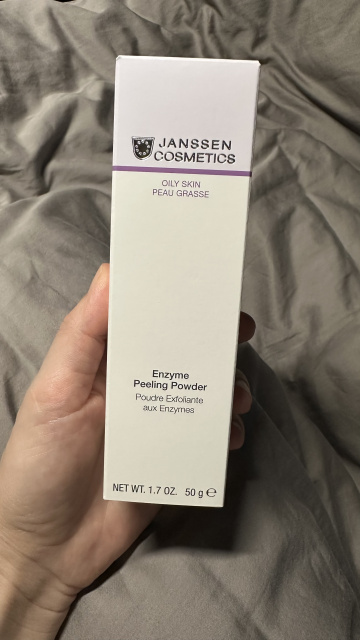 JANSSEN
COSMETICS
OILY SKIN
PEAU GRASSE
Enzyme
Peeling Powder
Poudre Exfoliante
aux Enzymes
NET WT. 1.7 OZ. 50 g ℮